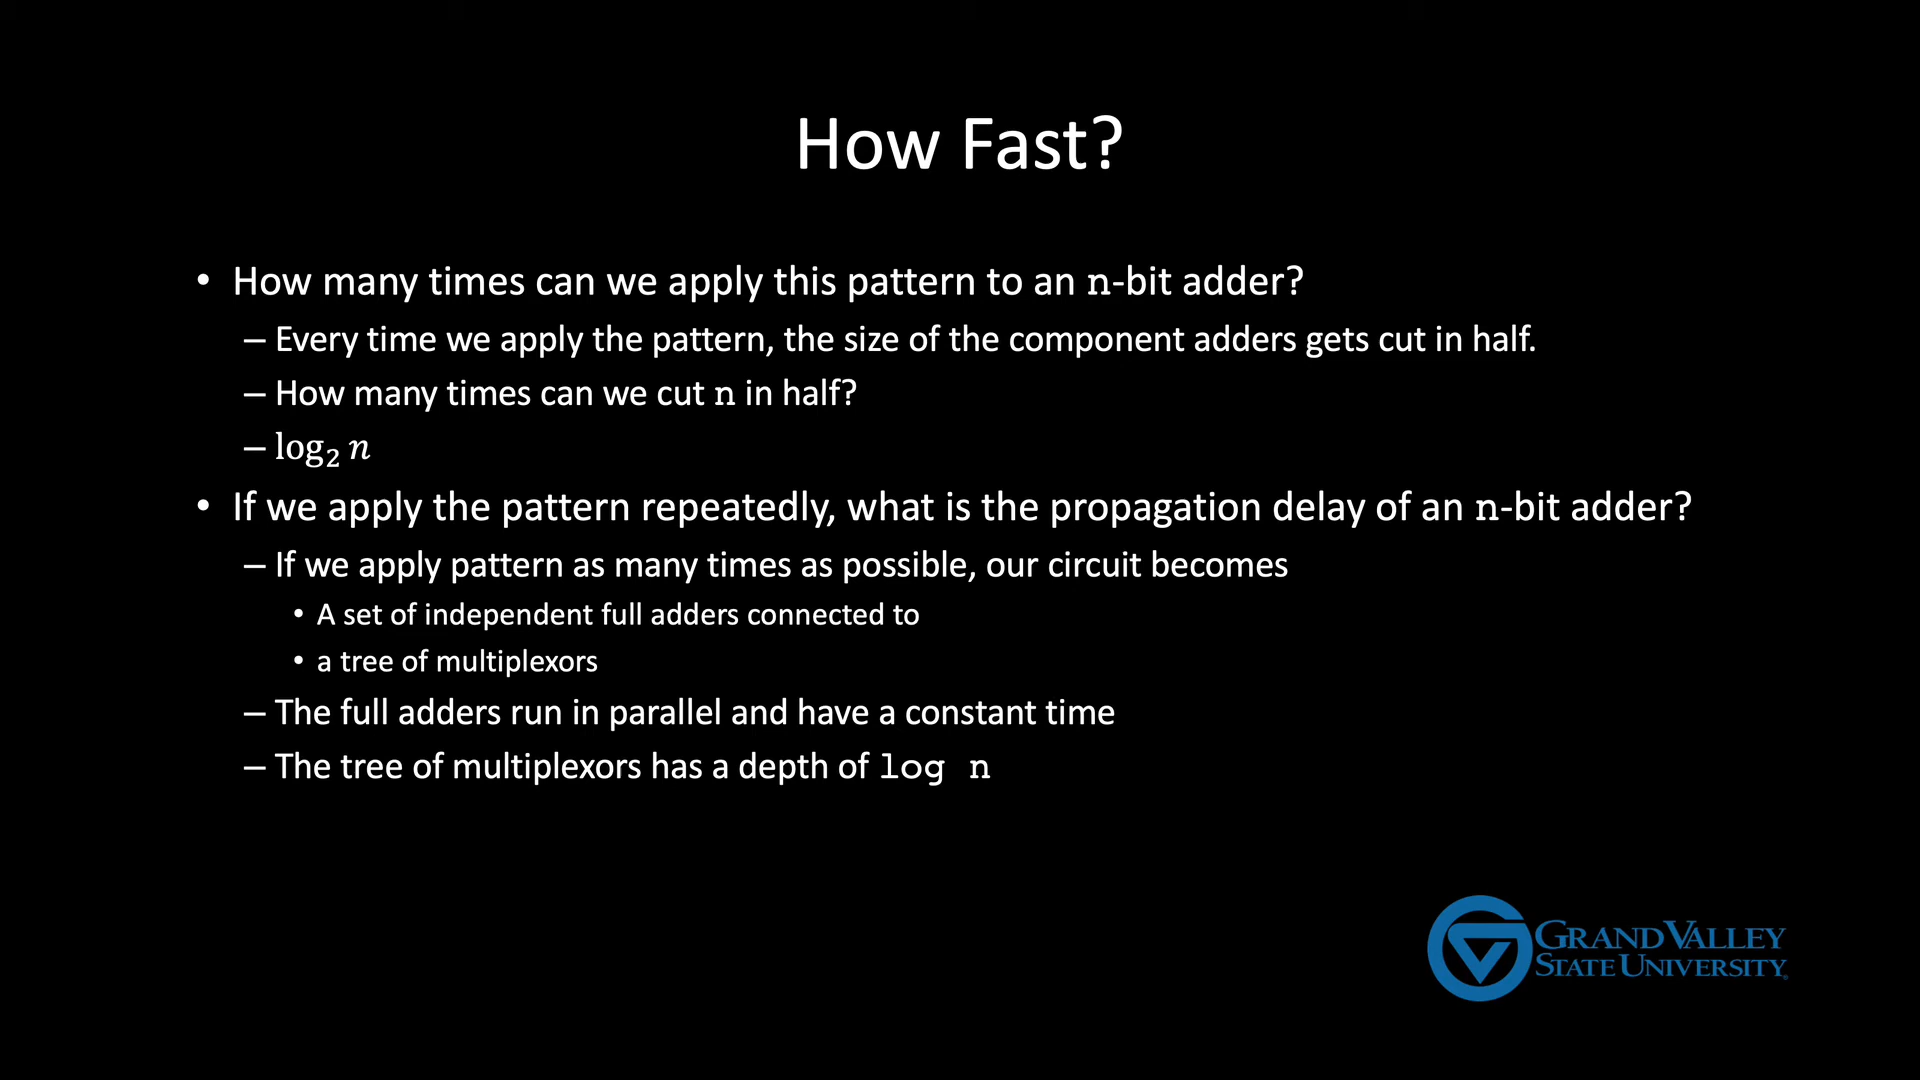 How Fast?
• How many times can we apply this pattern to an n-bit adder?
– Every time we apply the pattern, the size of the component adders gets cut in half.
– How many times can we cut n in half?
– log₂ n
• If we apply the pattern repeatedly, what is the propagation delay of an n-bit adder?
– If we apply pattern as many times as possible, our circuit becomes
• A set of independent full adders connected to
• a tree of multiplexors
– The full adders run in parallel and have a constant time
– The tree of multiplexors has a depth of log n
GRAND VALLEY
STATE UNIVERSITY